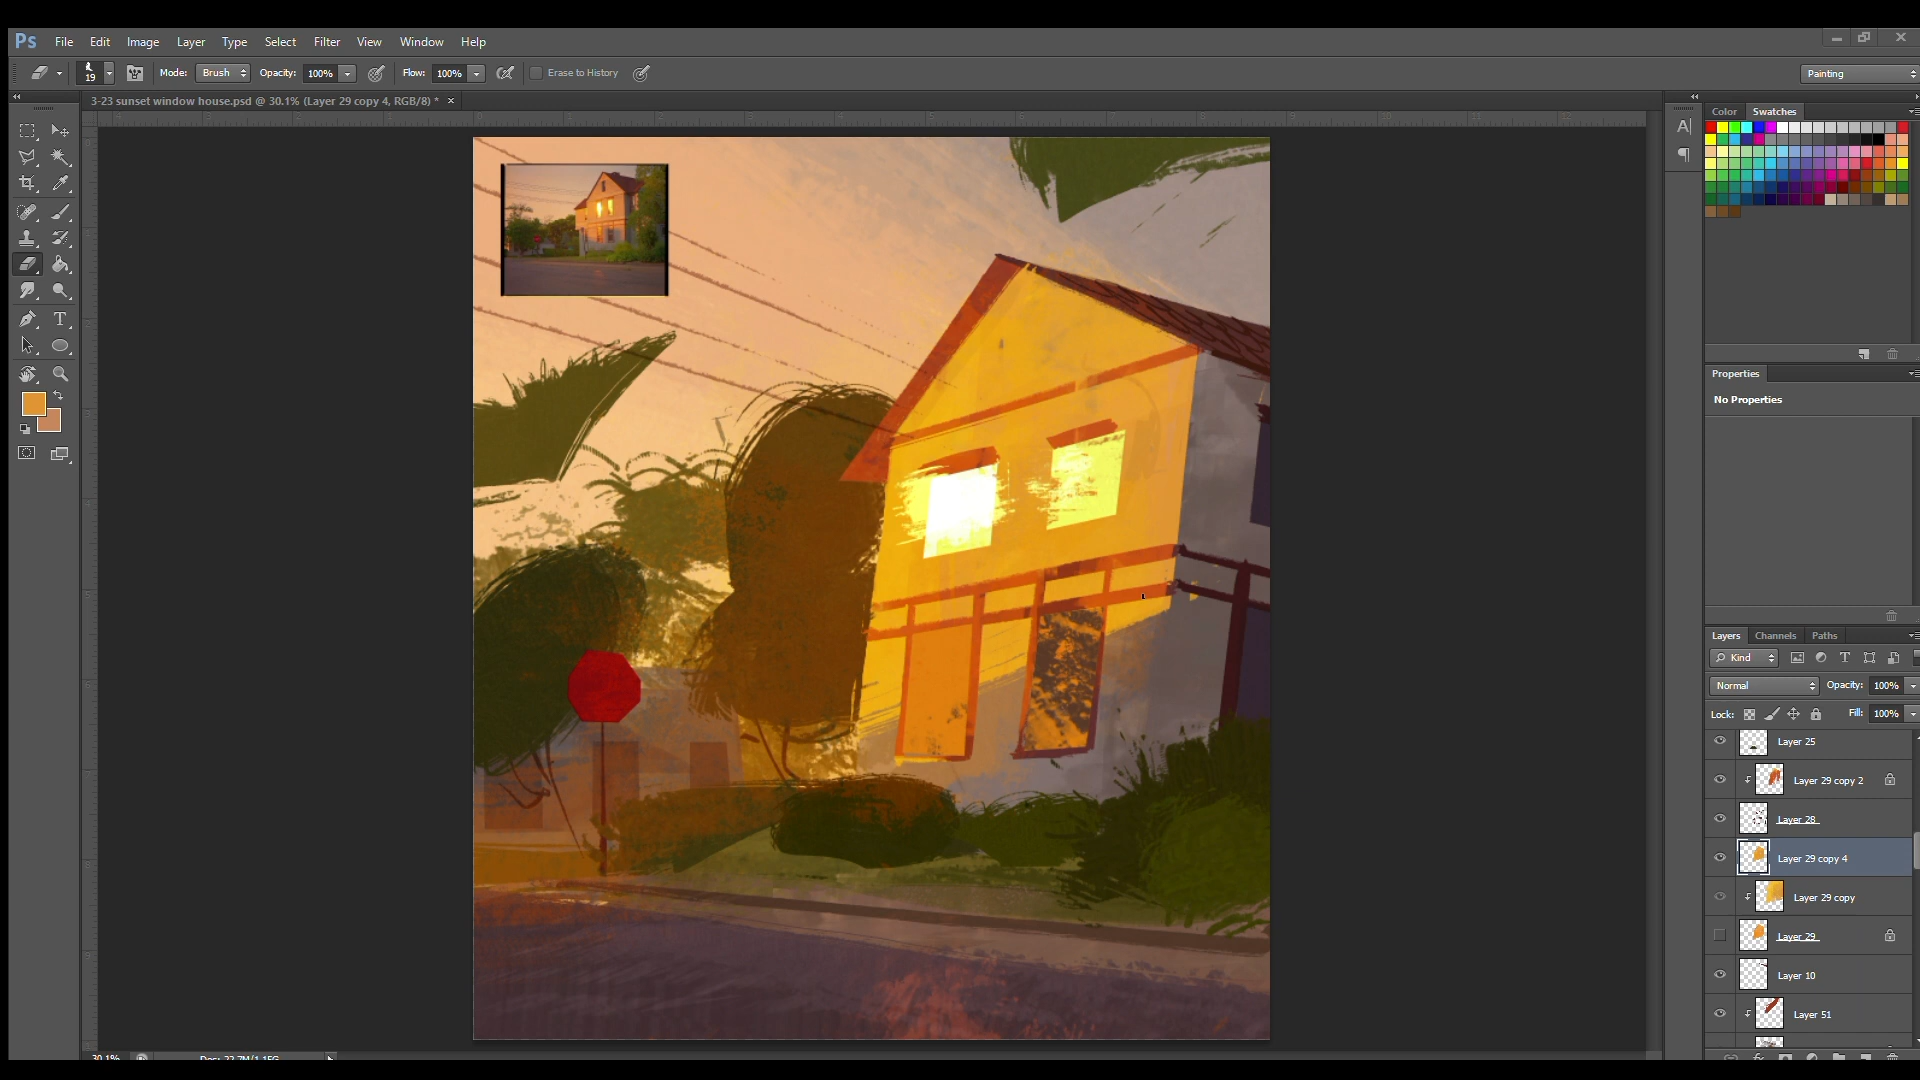 Ps File Edit Image Layer Type Select Filter View Window Help
19 Mode: Brush Opacity: 100% Flow: 100% Erase to History Painting
3-23 sunset window house.psd @ 30.1% (Layer 29 copy 4, RGB/8) * ×
Color Swatches
Properties
No Properties
Layers Channels Paths
Kind
Normal Opacity: 100%
Lock: Fill: 100%
Layer 25
Layer 29 copy 2
Layer 28
Layer 29 copy 4
Layer 29 copy
Layer 29
Layer 10
Layer 51
30.1%